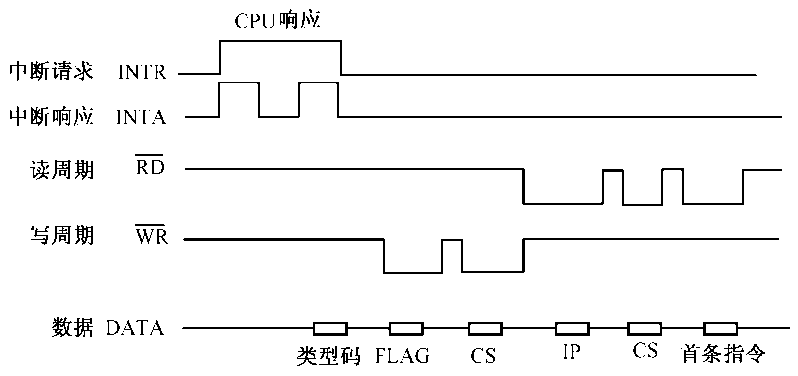 CPU响应
中断请求 INTR
中断响应 INTA
读周期 RD
写周期 WR
数据 DATA
类型码 FLAG CS IP CS 首条指令